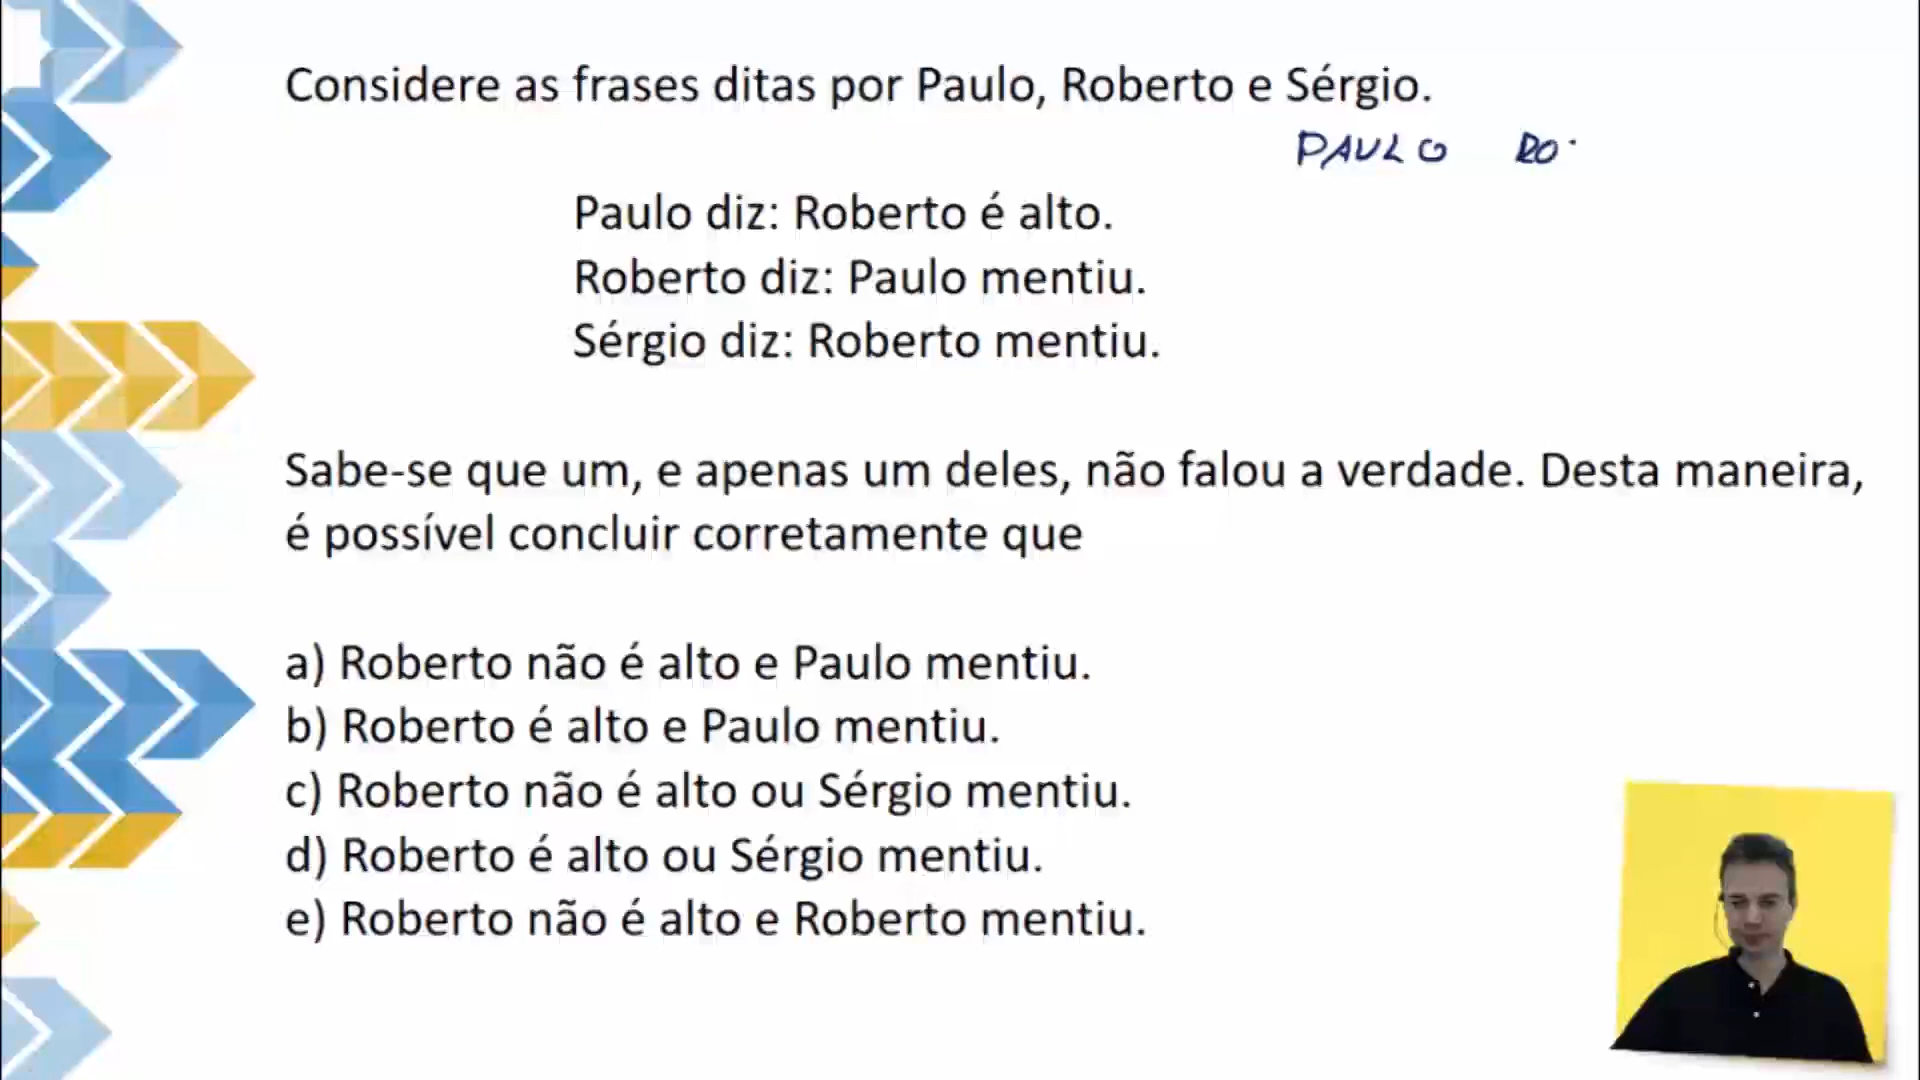 Considere as frases ditas por Paulo, Roberto e Sérgio.
PAULO RO
Paulo diz: Roberto é alto.
Roberto diz: Paulo mentiu.
Sérgio diz: Roberto mentiu.
Sabe-se que um, e apenas um deles, não falou a verdade. Desta maneira,
é possível concluir corretamente que
a) Roberto não é alto e Paulo mentiu.
b) Roberto é alto e Paulo mentiu.
c) Roberto não é alto ou Sérgio mentiu.
d) Roberto é alto ou Sérgio mentiu.
e) Roberto não é alto e Roberto mentiu.